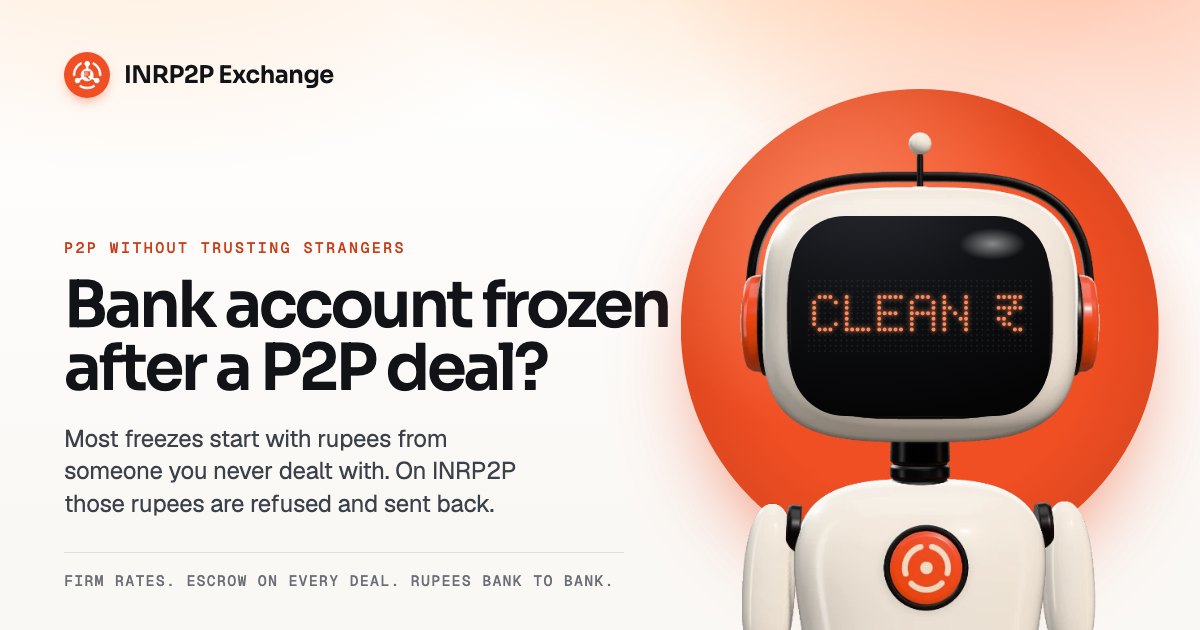 INRP2P Exchange
P2P WITHOUT TRUSTING STRANGERS
Bank account frozen
after a P2P deal?
Most freezes start with rupees from
someone you never dealt with. On INRP2P
those rupees are refused and sent back.
FIRM RATES. ESCROW ON EVERY DEAL. RUPEES BANK TO BANK.
CLEAN ₹